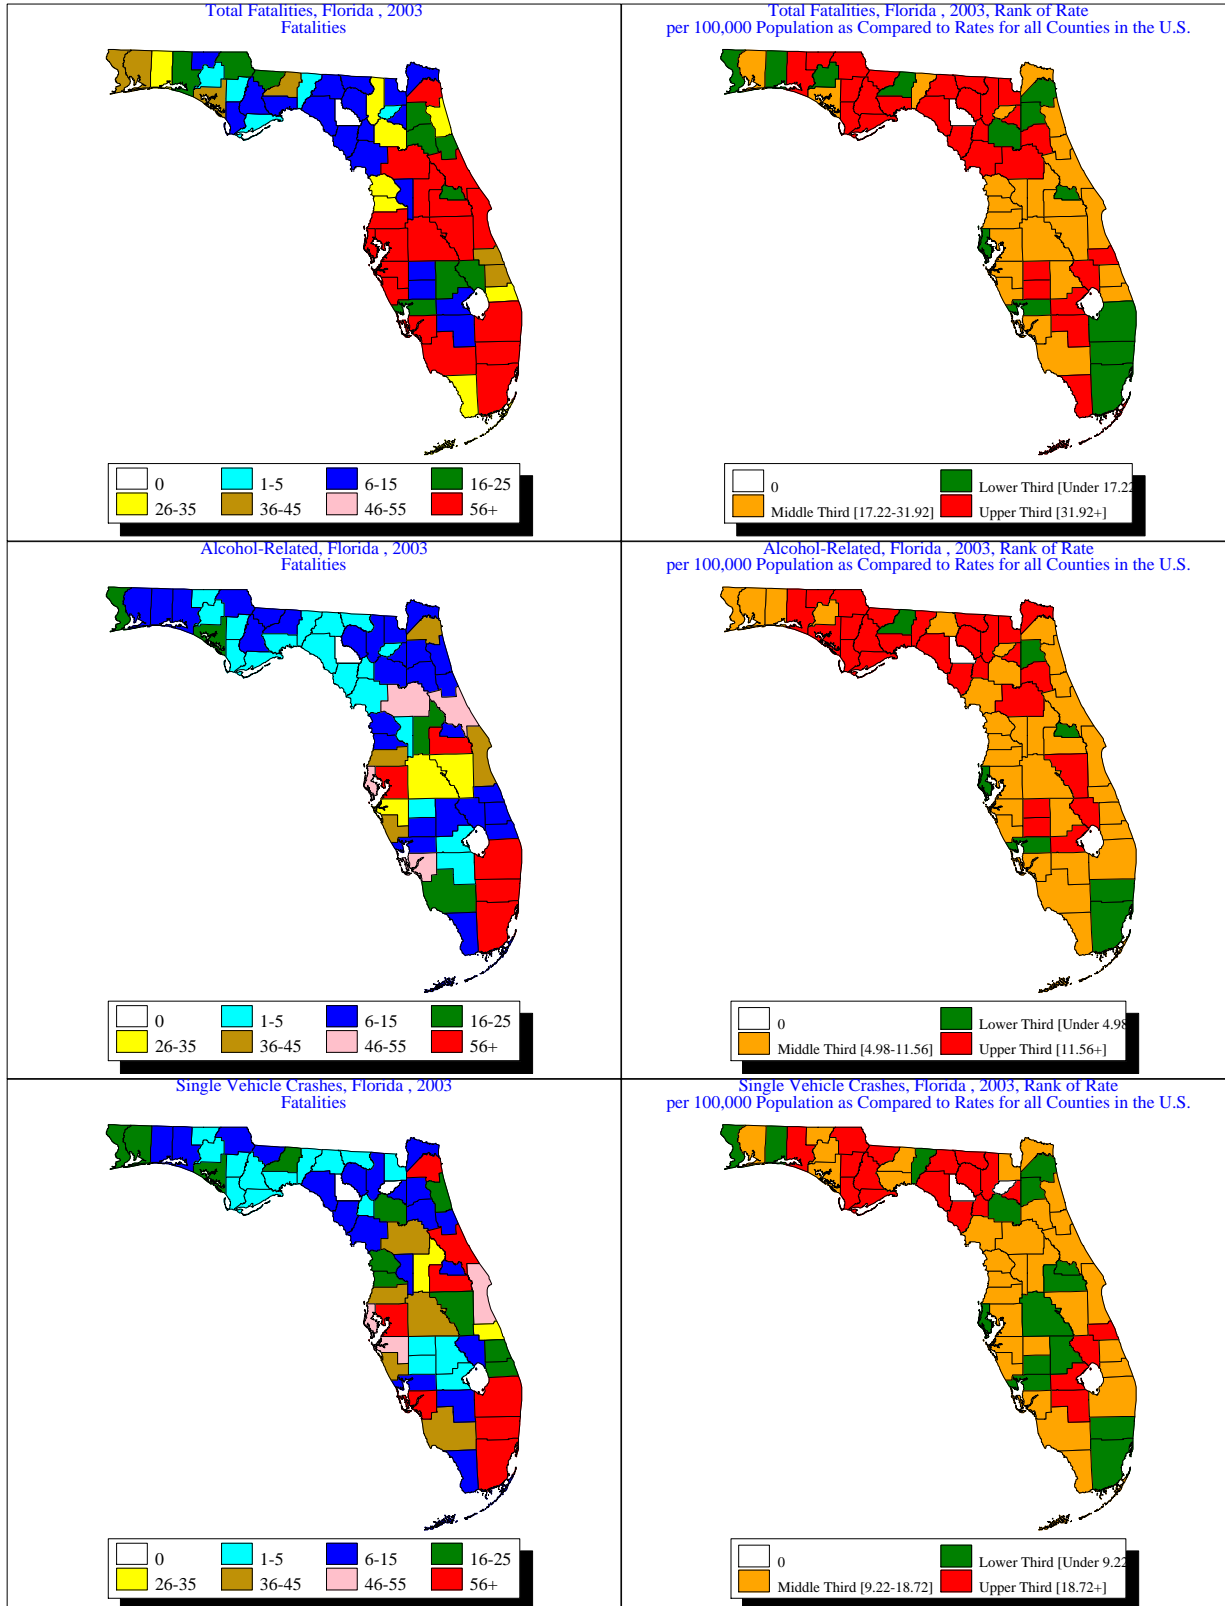 Total Fatalities, Florida , 2003
Fatalities
0
1-5
6-15
16-25
26-35
36-45
46-55
56+
Total Fatalities, Florida , 2003, Rank of Rate
per 100,000 Population as Compared to Rates for all Counties in the U.S.
0
Lower Third [Under 17.22
Middle Third [17.22-31.92]
Upper Third [31.92+]
Alcohol-Related, Florida , 2003
Fatalities
0
1-5
6-15
16-25
26-35
36-45
46-55
56+
Alcohol-Related, Florida , 2003, Rank of Rate
per 100,000 Population as Compared to Rates for all Counties in the U.S.
0
Lower Third [Under 4.98
Middle Third [4.98-11.56]
Upper Third [11.56+]
Single Vehicle Crashes, Florida , 2003
Fatalities
0
1-5
6-15
16-25
26-35
36-45
46-55
56+
Single Vehicle Crashes, Florida , 2003, Rank of Rate
per 100,000 Population as Compared to Rates for all Counties in the U.S.
0
Lower Third [Under 9.22
Middle Third [9.22-18.72]
Upper Third [18.72+]